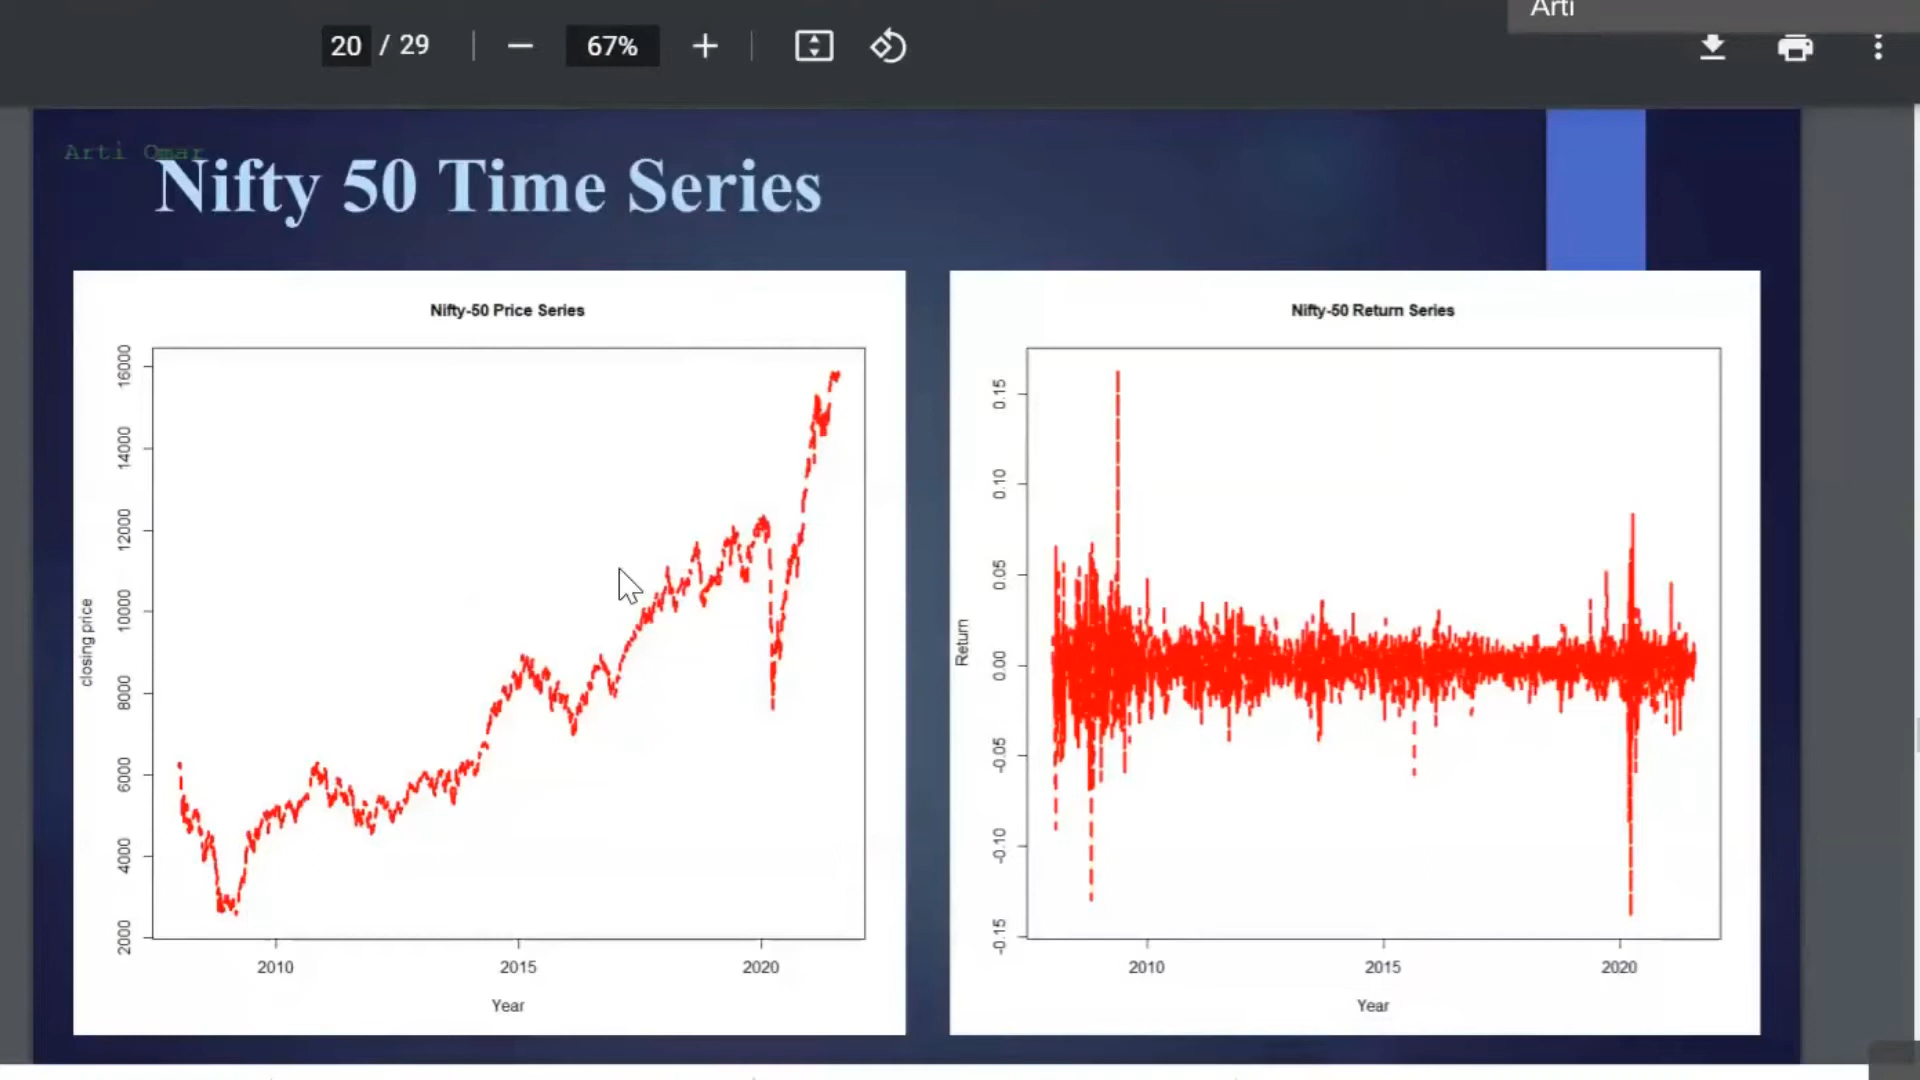 Arti
20 / 29
67%
Arti Omar
Nifty 50 Time Series
Nifty-50 Price Series
closing price
16000
14000
12000
10000
8000
6000
4000
2000
2010
2015
2020
Year
Nifty-50 Return Series
Return
0.15
0.10
0.05
0.00
-0.05
-0.10
-0.15
2010
2015
2020
Year